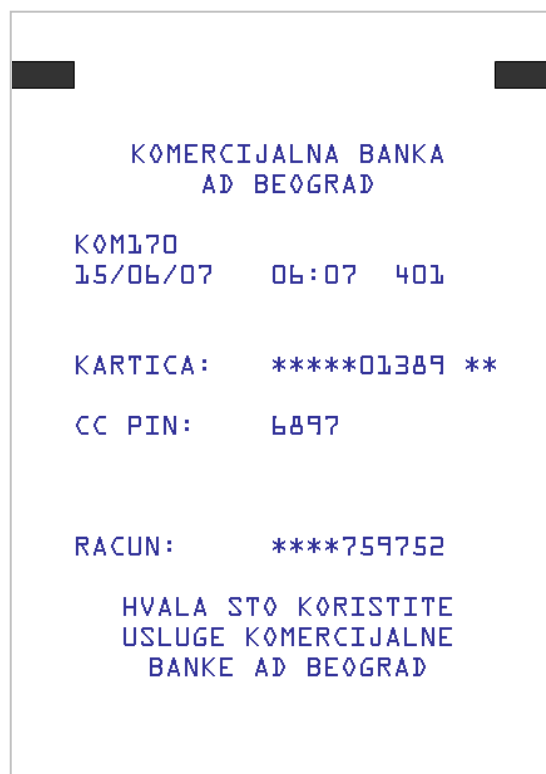 KOMERCIJALNA BANKA
AD BEOGRAD
KOM170
15/06/07 06:07 401
KARTICA: *****01389 **
CC PIN: 6897
RACUN: ****759752
HVALA STO KORISTITE
USLUGE KOMERCIJALNE
BANKE AD BEOGRAD